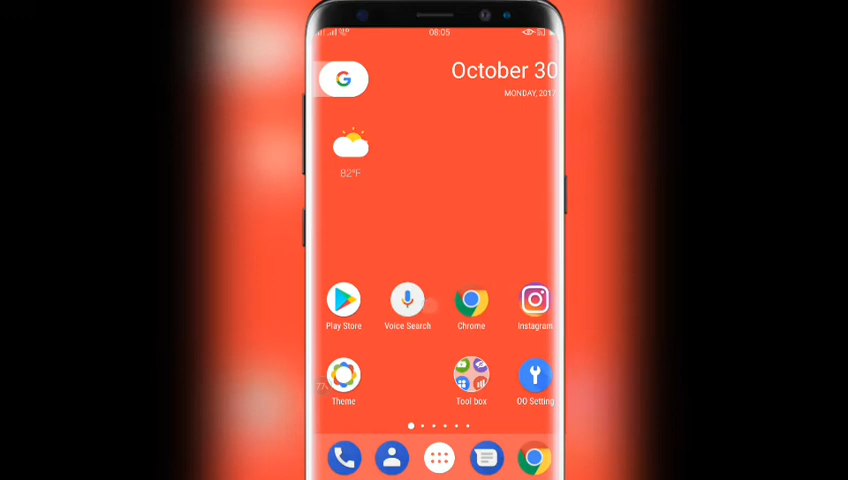 08:05
October 30
MONDAY, 2017
82°F
Play Store
Voice Search
Chrome
Instagram
Theme
Tool box
OO Setting